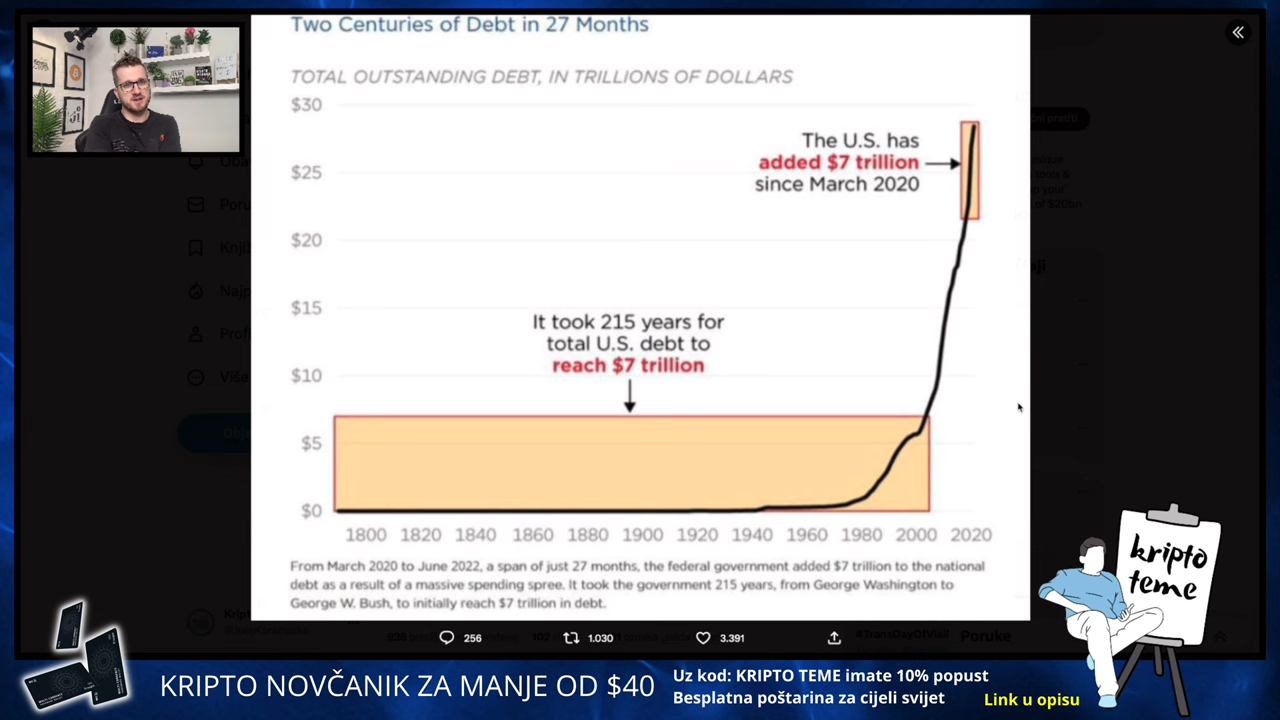 Two Centuries of Debt in 27 Months
TOTAL OUTSTANDING DEBT, IN TRILLIONS OF DOLLARS
$30
$25
$20
$15
$10
$5
$0
The U.S. has
added $7 trillion
since March 2020
It took 215 years for
total U.S. debt to
reach $7 trillion
1800 1820 1840 1860 1880 1900 1920 1940 1960 1980 2000 2020
From March 2020 to June 2022, a span of just 27 months, the federal government added $7 trillion to the national
debt as a result of a massive spending spree. It took the government 215 years, from George Washington to
George W. Bush, to initially reach $7 trillion in debt.
256 1.030 3.391
#TransDayOfVisi
Poruke
kripto
teme
KRIPTO NOVČANIK ZA MANJE OD $40
Uz kod: KRIPTO TEME imate 10% popust
Besplatna poštarina za cijeli svijet
Link u opisu